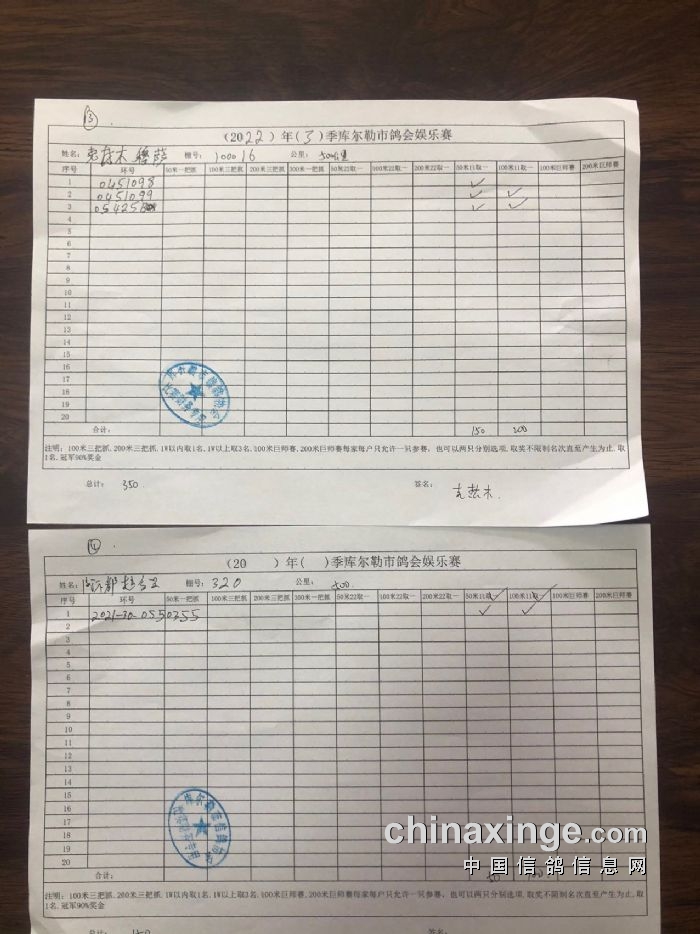 13
(2022)年(3)季库尔勒市鸽会娱乐赛
姓名: 克热木 棚号: 100016 公里:
序号 环号 50米一把抓 100米三把抓 200米三把抓 300米一把抓 50米22取一 100米22取一 200米22取一 50米11取一 100米11取一 100米巨师赛 200米巨师赛
1 0451098 ✓
2 0451099 ✓ ✓
3 ✓ ✓
4
5
6
7
8
9
10
11
12
13
14
15
16
17
18
19
20
合计: 150 200
注明:100米三把抓.200米三把抓.1W以内取1名.1W以上取3名.100米巨师赛.200米巨师赛每家每户只允许一只参赛, 也可以两只分别选项.取奖不限制名次直至产生为止.取
1名.冠军90%奖金
总计: 350 签名: 克热木
(20 )年( )季库尔勒市鸽会娱乐赛
姓名: 棚号: 320 公里: 500
序号 环号 50米一把抓 100米三把抓 200米三把抓 300米一把抓 50米22取一 100米22取一 200米22取一 50米11取一 100米11取一 100米巨师赛 200米巨师赛
1 2021-30-0550355 ✓ ✓
2
3
4
5
6
7
8
9
10
11
12
13
14
15
16
17
18
19
20
合计: 50 100
注明:100米三把抓.200米三把抓.1W以内取1名.1W以上取3名.100米巨师赛.200米巨师赛每家每户只允许一只参赛, 也可以两只分别选项.取奖不限制名次直至产生为止.取
1名.冠军90%奖金
总计: 150 签名:
chinaxinge.com
中国信鸽信息网